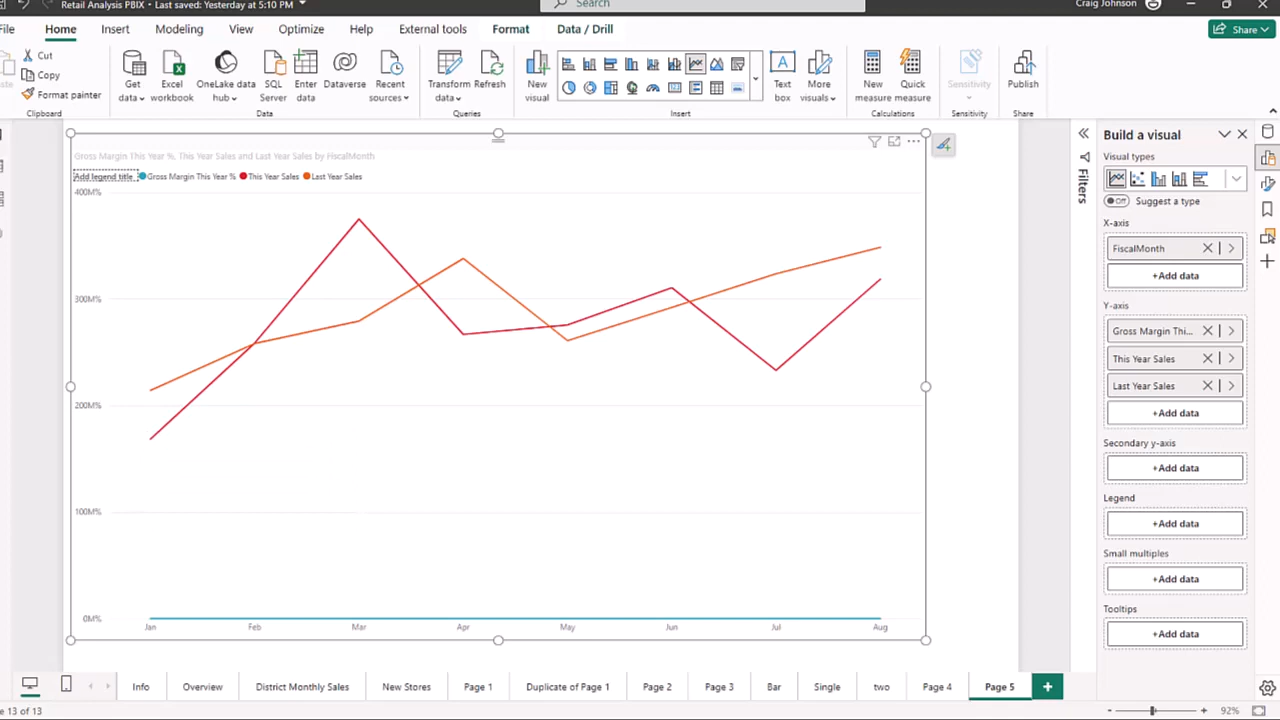 Retail Analysis PBIX • Last saved: Yesterday at 5:10 PM
Search
Craig Johnson
File Home Insert Modeling View Optimize Help External tools Format Data / Drill
Share
Cut
Copy
Format painter
Clipboard
Get data
Excel workbook
OneLake data hub
SQL Server
Enter data
Dataverse
Recent sources
Data
Transform data
Refresh
Queries
New visual
Text box
More visuals
Insert
New measure
Quick measure
Calculations
Sensitivity
Sensitivity
Publish
Share
Gross Margin This Year %, This Year Sales and Last Year Sales by FiscalMonth
Add legend title Gross Margin This Year % This Year Sales Last Year Sales
400M%
300M%
200M%
100M%
0M%
Jan Feb Mar Apr May Jun Jul Aug
Filters
Build a visual
Visual types
Off Suggest a type
X-axis
FiscalMonth
+Add data
Y-axis
Gross Margin Thi...
This Year Sales
Last Year Sales
+Add data
Secondary y-axis
+Add data
Legend
+Add data
Small multiples
+Add data
Tooltips
+Add data
Info Overview District Monthly Sales New Stores Page 1 Duplicate of Page 1 Page 2 Page 3 Bar Single two Page 4 Page 5
e 13 of 13
92%